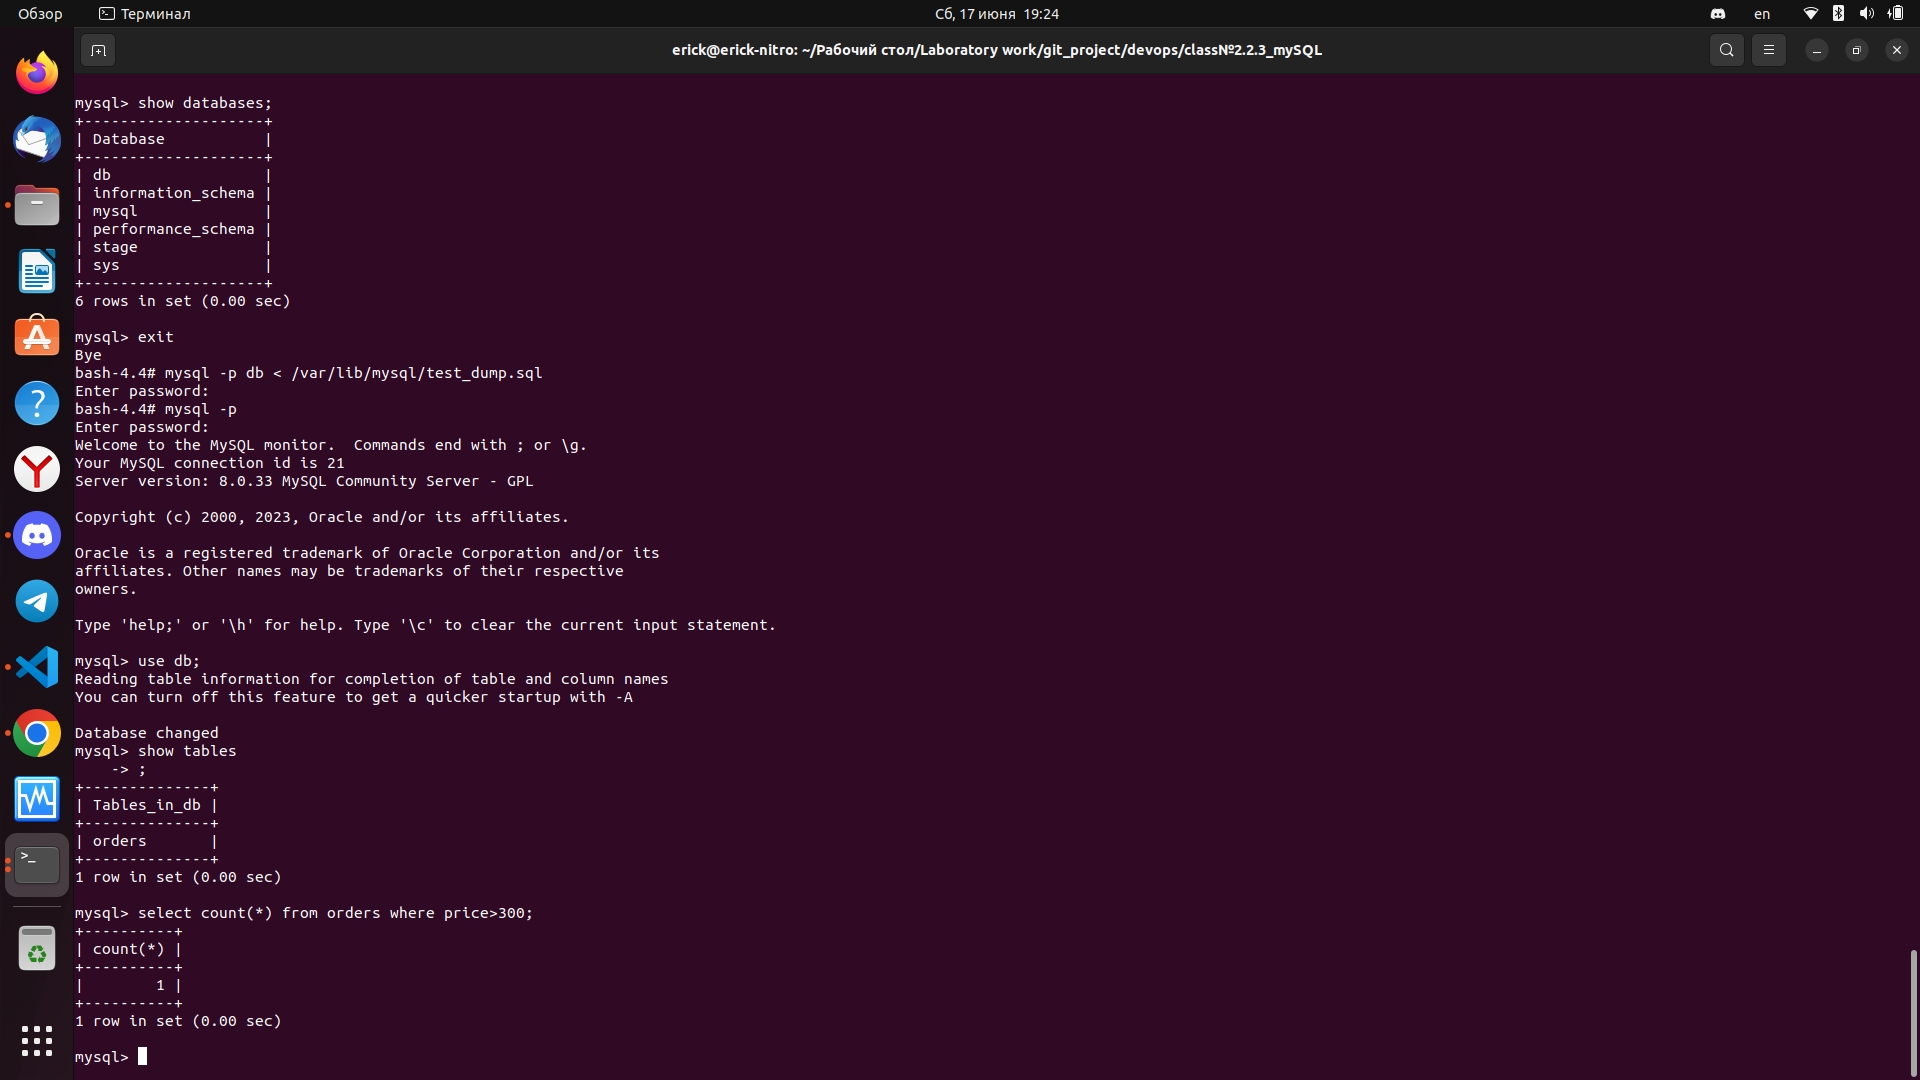 Обзор
Терминал
Сб, 17 июня 19:24
en
erick@erick-nitro: ~/Рабочий стол/Laboratory work/git_project/devops/class№2.2.3_mySQL
mysql> show databases;
+--------------------+
| Database           |
+--------------------+
| db                 |
| information_schema |
| mysql              |
| performance_schema |
| stage              |
| sys                |
+--------------------+
6 rows in set (0.00 sec)
mysql> exit
Bye
bash-4.4# mysql -p db < /var/lib/mysql/test_dump.sql
Enter password:
bash-4.4# mysql -p
Enter password:
Welcome to the MySQL monitor.  Commands end with ; or \g.
Your MySQL connection id is 21
Server version: 8.0.33 MySQL Community Server - GPL
Copyright (c) 2000, 2023, Oracle and/or its affiliates.
Oracle is a registered trademark of Oracle Corporation and/or its
affiliates. Other names may be trademarks of their respective
owners.
Type 'help;' or '\h' for help. Type '\c' to clear the current input statement.
mysql> use db;
Reading table information for completion of table and column names
You can turn off this feature to get a quicker startup with -A
Database changed
mysql> show tables
    -> ;
+--------------+
| Tables_in_db |
+--------------+
| orders       |
+--------------+
1 row in set (0.00 sec)
mysql> select count(*) from orders where price>300;
+----------+
| count(*) |
+----------+
|        1 |
+----------+
1 row in set (0.00 sec)
mysql>